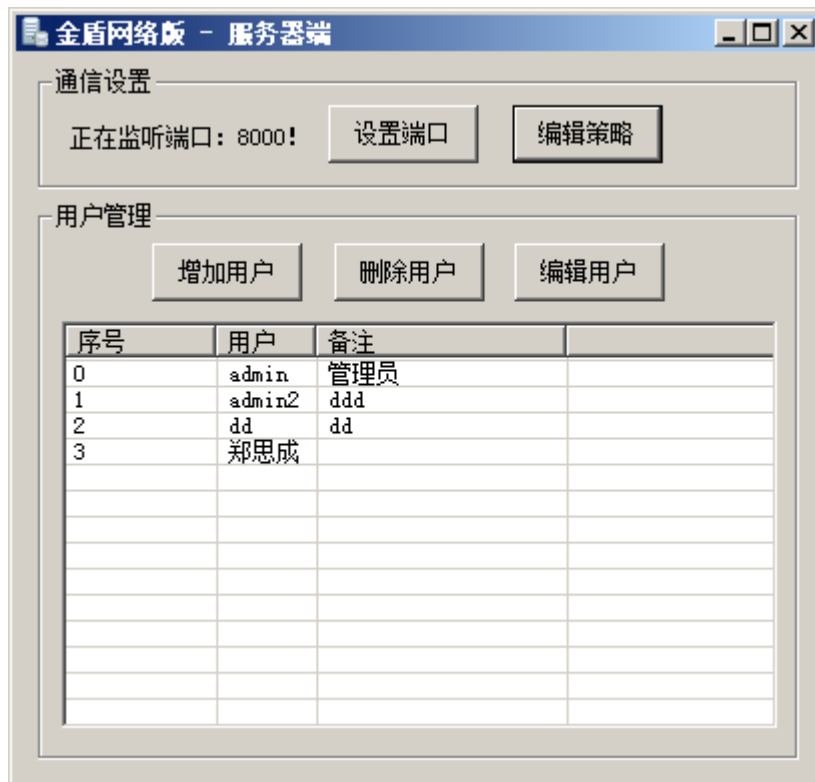 金盾网络版 - 服务器端
通信设置
正在监听端口：8000! 设置端口 编辑策略
用户管理
增加用户 删除用户 编辑用户
序号 用户 备注
0 admin 管理员
1 admin2 ddd
2 dd dd
3 郑思成